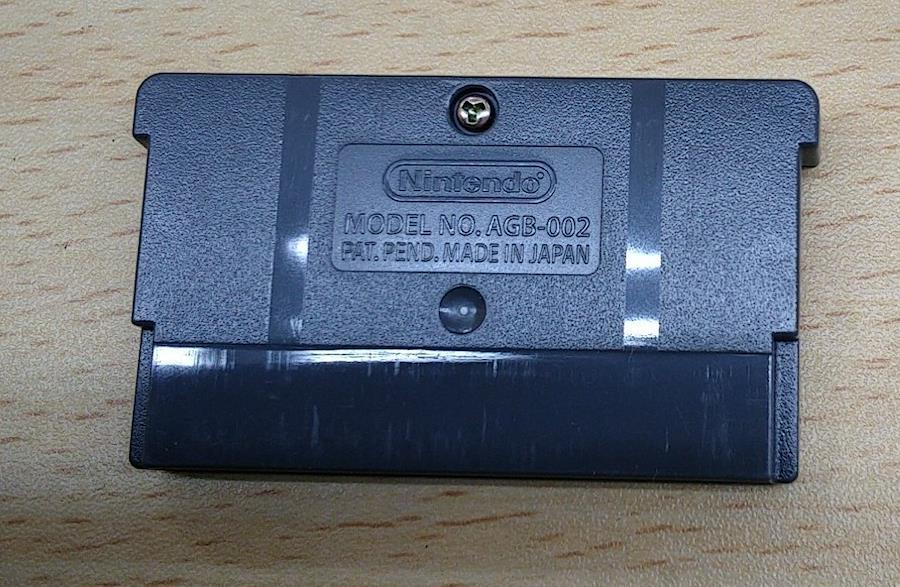 Nintendo®
MODEL NO. AGB-002
PAT. PEND. MADE IN JAPAN